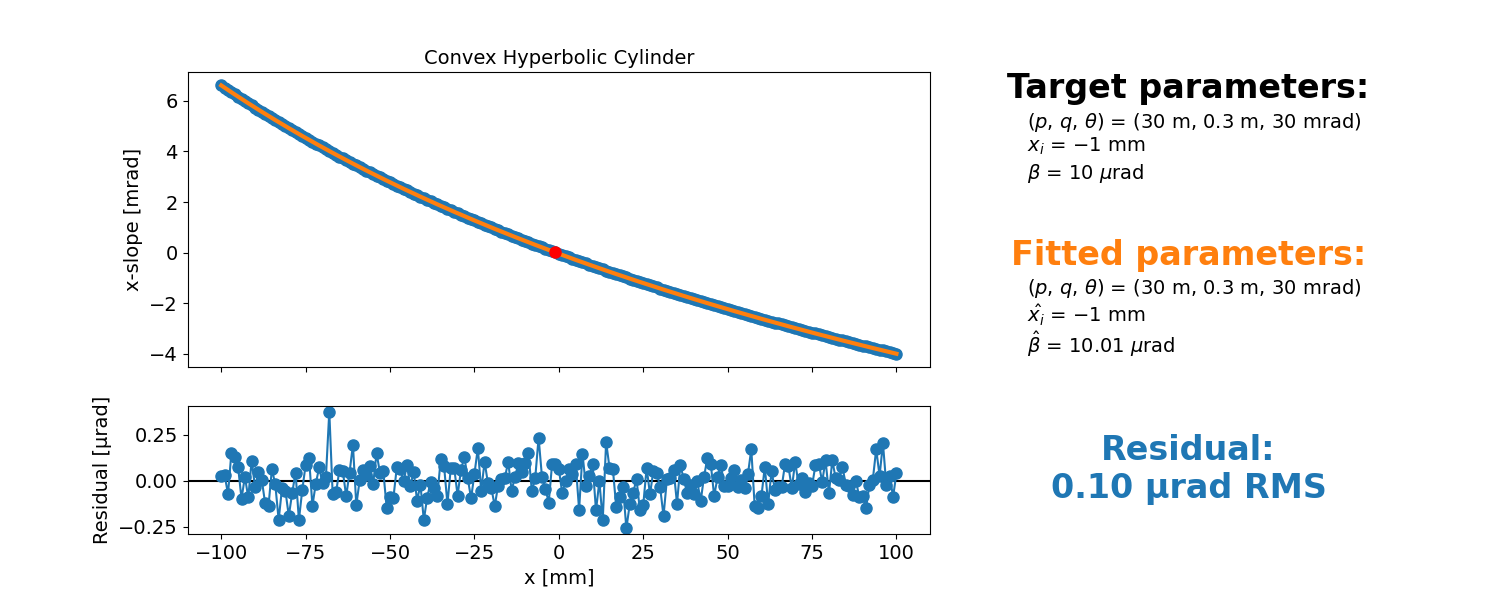 Convex Hyperbolic Cylinder
x-slope [mrad]
6
4
2
0
−2
−4
Residual [µrad]
0.25
0.00
−0.25
−100
−75
−50
−25
0
25
50
75
100
x [mm]
Target parameters:
(p, q, θ) = (30 m, 0.3 m, 30 mrad)
xᵢ = −1 mm
β = 10 μrad
Fitted parameters:
(p, q, θ) = (30 m, 0.3 m, 30 mrad)
x̂ᵢ = −1 mm
β̂ = 10.01 μrad
Residual:
0.10 µrad RMS